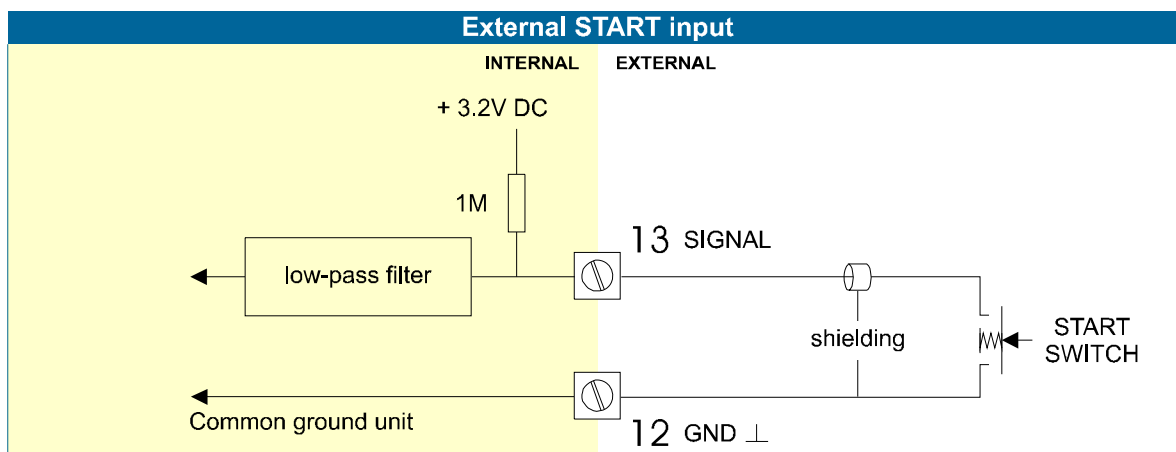 External START input
INTERNAL EXTERNAL
+ 3.2V DC
1M
13 SIGNAL
low-pass filter
shielding
START
SWITCH
Common ground unit
12 GND ⊥